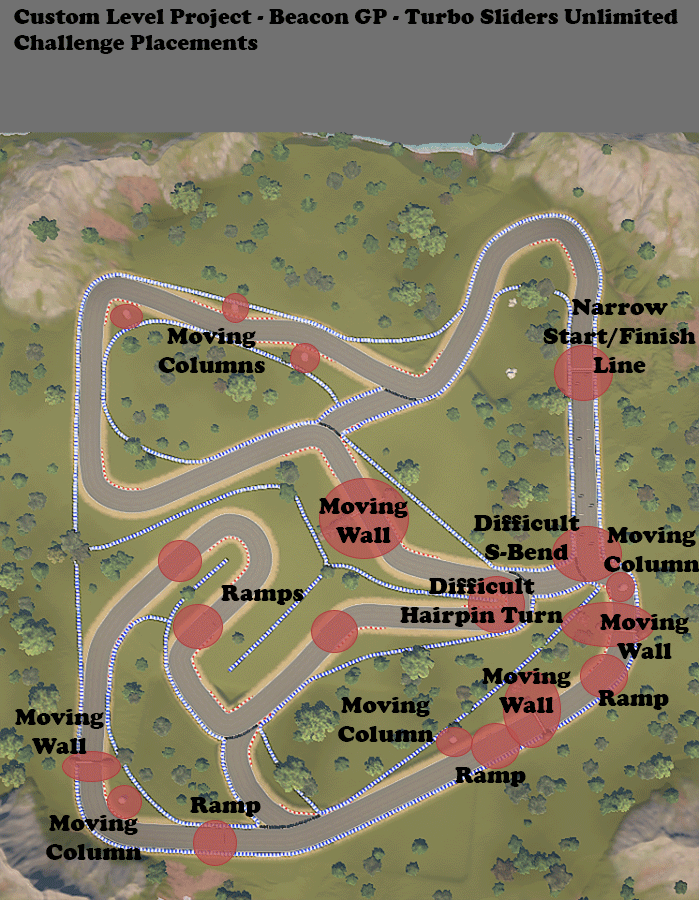 Custom Level Project - Beacon GP - Turbo Sliders Unlimited
Challenge Placements
Narrow
Start/Finish
Line
Moving
Columns
Moving
Wall
Difficult
S-Bend
Moving
Column
Difficult
Hairpin Turn
Ramps
Moving
Wall
Moving
Wall
Ramp
Moving
Column
Ramp
Moving
Wall
Ramp
Moving
Column